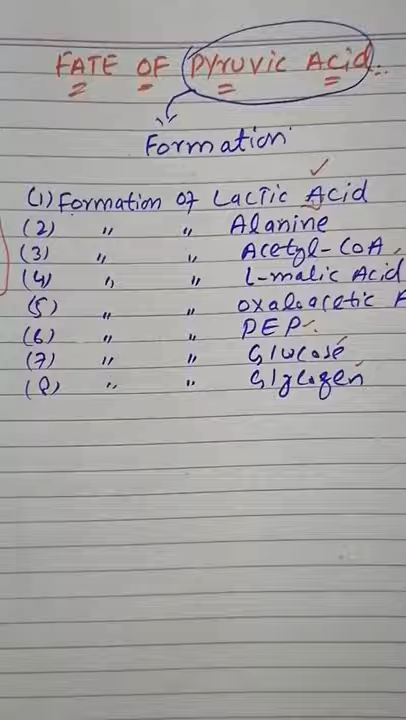 FATE OF PYRUVIC ACid..
Formation
(1) Formation of Lactic Acid
(2) " " Alanine
(3) " " Acetyl-CoA,
(4) " " L-malic Acid
(5) " " oxaloacetic A
(6) " " PEP
(7) " " Glucose
(8) " " Glycogen